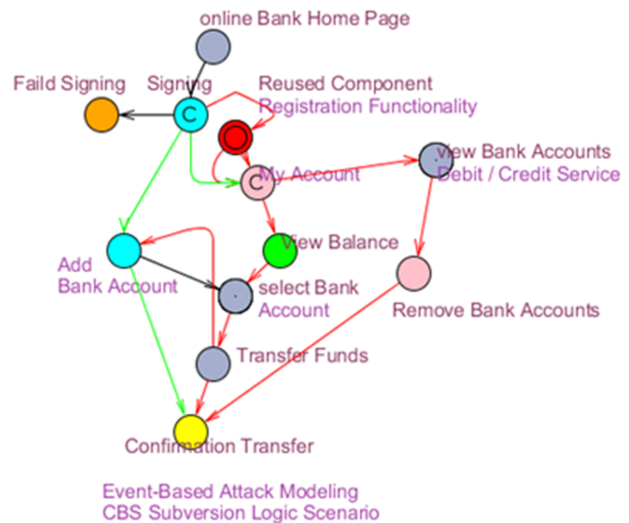 online Bank Home Page
Faild Signing
Signing
Reused Component
Registration Functionality
C
view Bank Accounts
Debit / Credit Service
C
My Account
View Balance
Add
Bank Account
select Bank
Account
Remove Bank Accounts
Transfer Funds
Confirmation Transfer
Event-Based Attack Modeling
CBS Subversion Logic Scenario